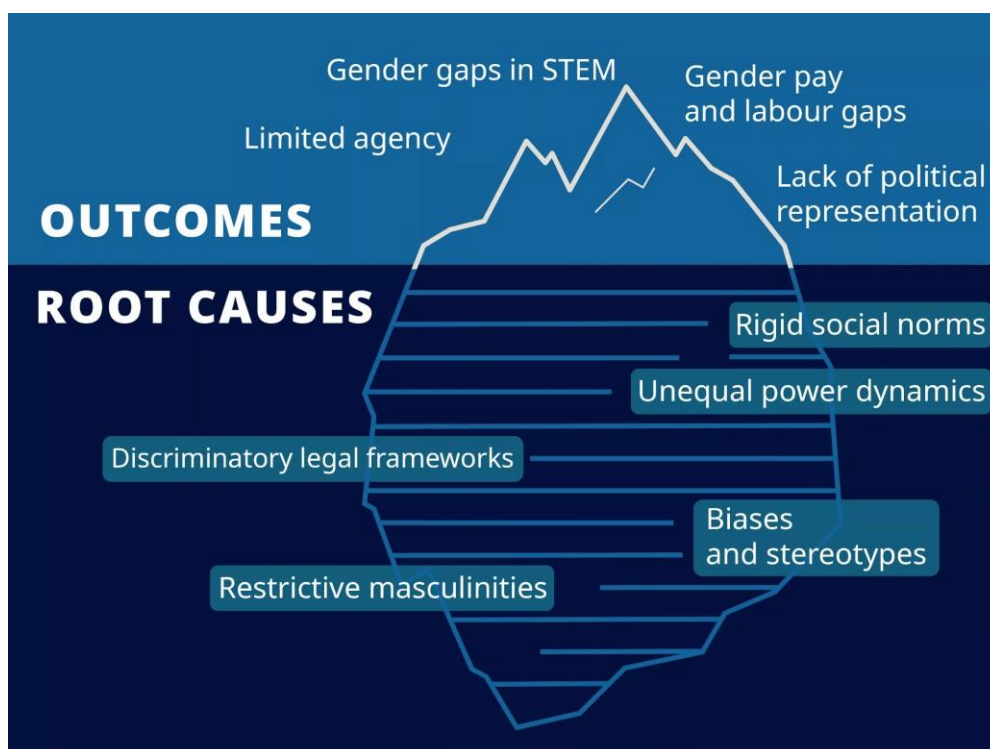 Gender gaps in STEM
Gender pay
and labour gaps
Limited agency
Lack of political
representation
OUTCOMES
ROOT CAUSES
Rigid social norms
Unequal power dynamics
Discriminatory legal frameworks
Biases
and stereotypes
Restrictive masculinities